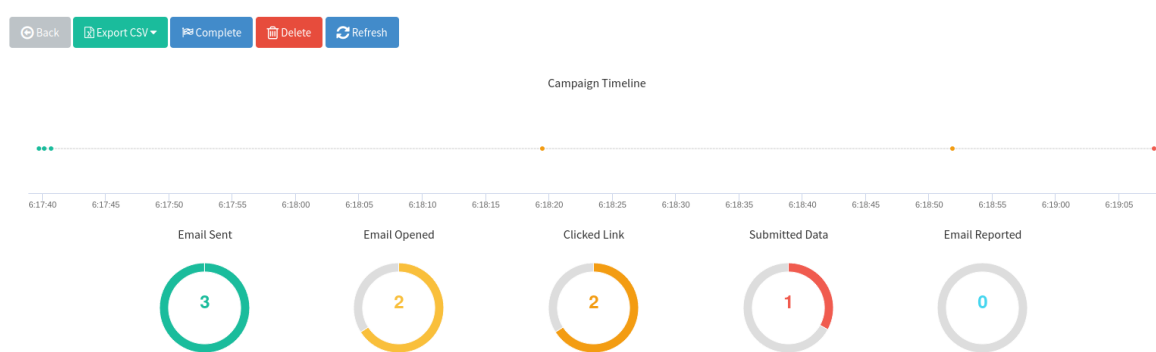 Back Export CSV Complete Delete Refresh
Campaign Timeline
6:17:40 6:17:45 6:17:50 6:17:55 6:18:00 6:18:05 6:18:10 6:18:15 6:18:20 6:18:25 6:18:30 6:18:35 6:18:40 6:18:45 6:18:50 6:18:55 6:19:00 6:19:05
Email Sent Email Opened Clicked Link Submitted Data Email Reported
3 2 2 1 0